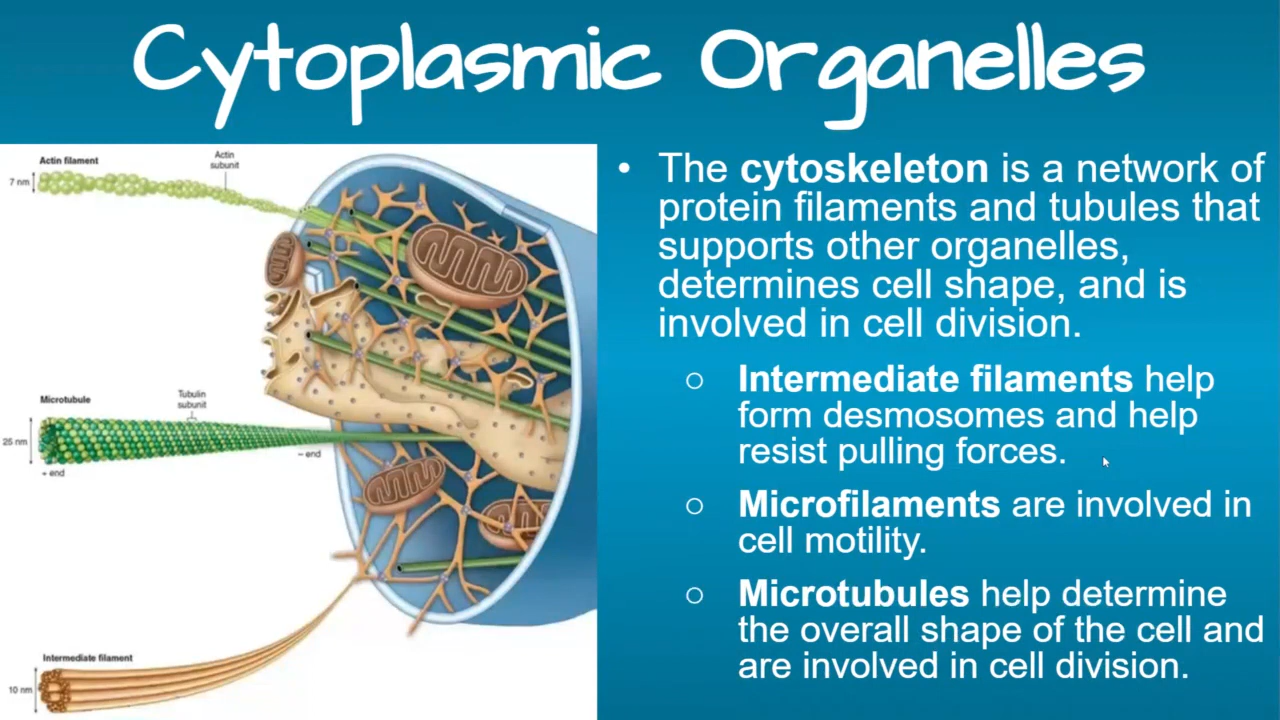 Cytoplasmic Organelles
Actin filament
Actin
subunit
7 nm
Microtubule
Tubulin
subunit
25 nm
+ end
– end
Intermediate filament
10 nm
• The cytoskeleton is a network of
protein filaments and tubules that
supports other organelles,
determines cell shape, and is
involved in cell division.
○ Intermediate filaments help
form desmosomes and help
resist pulling forces.
○ Microfilaments are involved in
cell motility.
○ Microtubules help determine
the overall shape of the cell and
are involved in cell division.